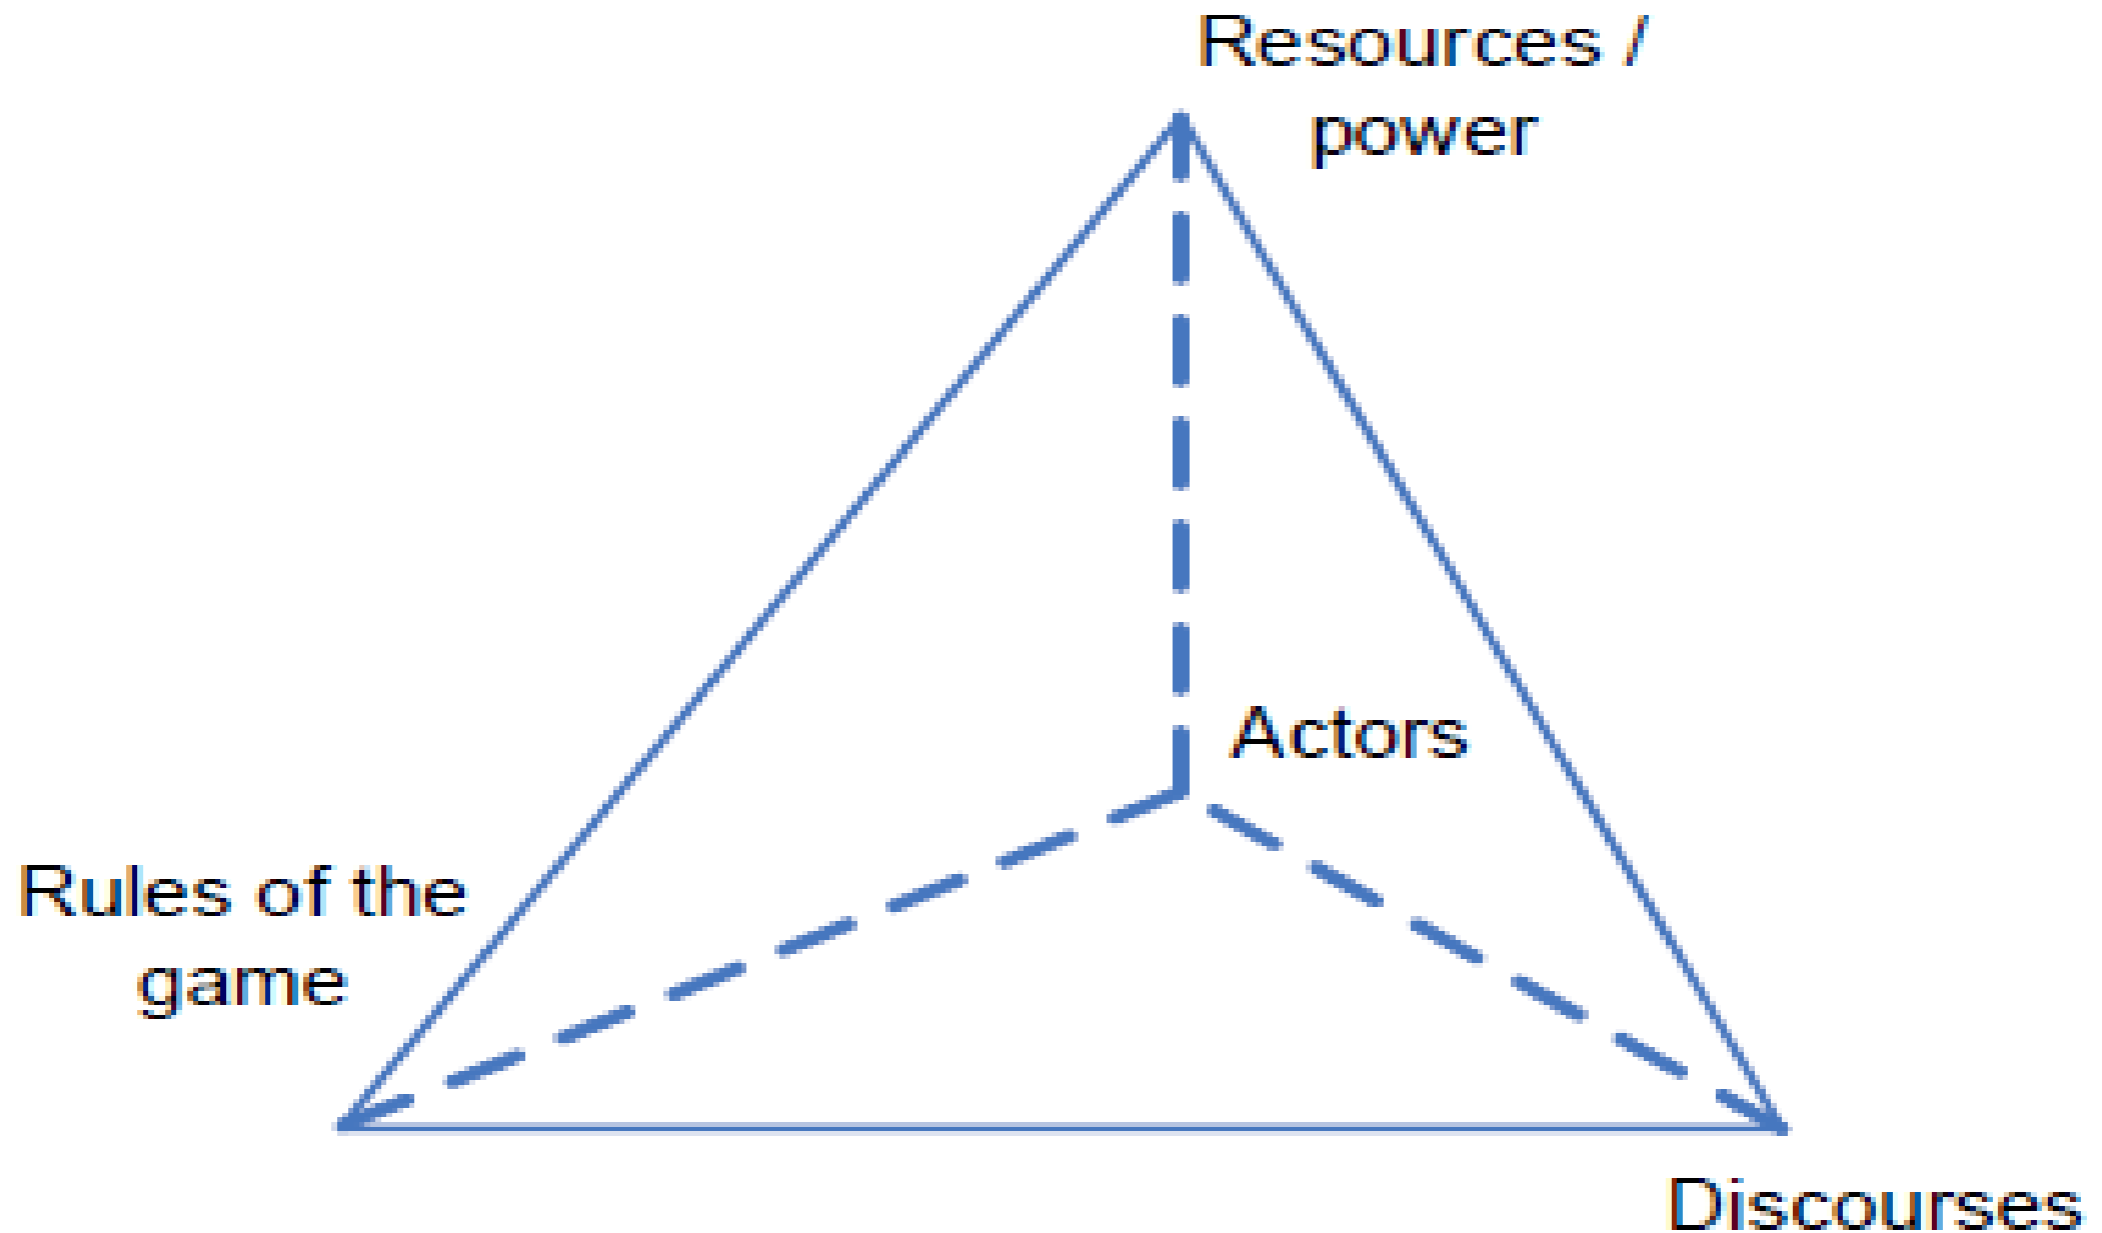 Resources /
power
Actors
Rules of the
game
Discourses